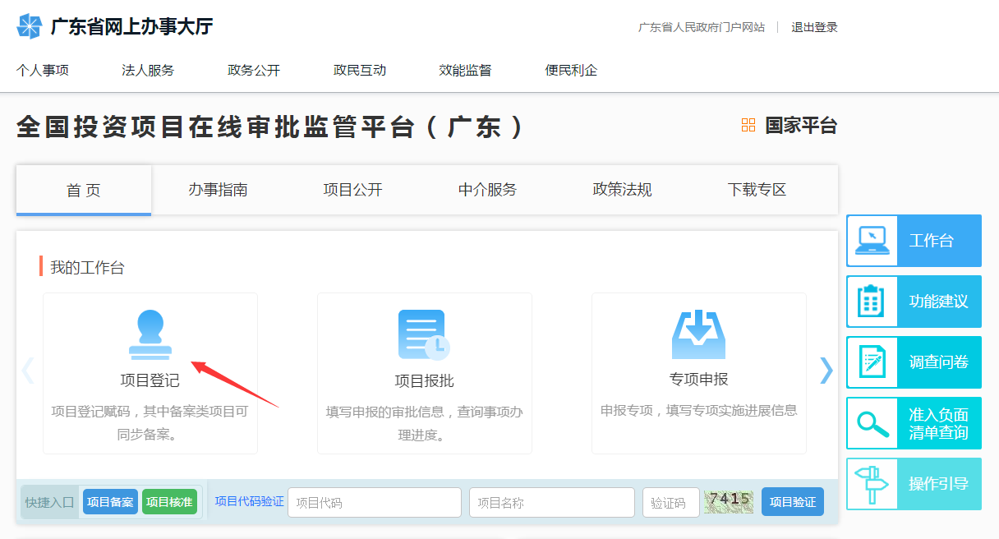 广东省网上办事大厅
广东省人民政府门户网站 | 退出登录
个人事项 法人服务 政务公开 政民互动 效能监督 便民利企
全国投资项目在线审批监管平台（广东）
国家平台
首 页 办事指南 项目公开 中介服务 政策法规 下载专区
我的工作台
项目登记
项目登记赋码，其中备案类项目可
同步备案。
项目报批
填写申报的审批信息，查询事项办
理进度。
专项申报
申报专项，填写专项实施进展信息
快捷入口 项目备案 项目核准 项目代码验证 项目代码 项目名称 验证码 7415 项目验证
工作台
功能建议
调查问卷
准入负面
清单查询
操作引导